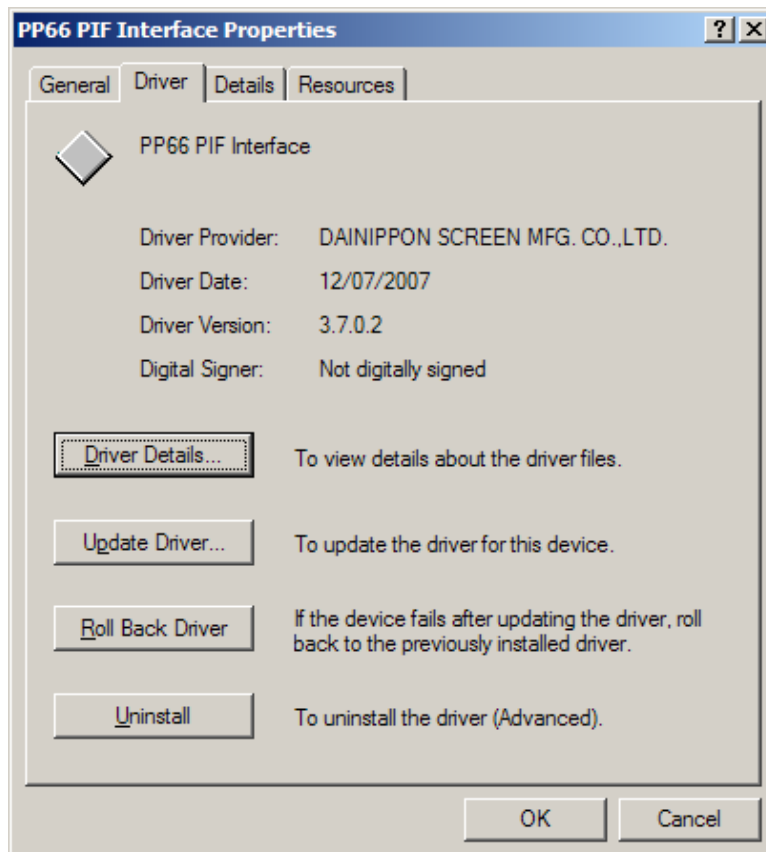 PP66 PIF Interface Properties
General Driver Details Resources
PP66 PIF Interface
Driver Provider: DAINIPPON SCREEN MFG. CO.,LTD.
Driver Date: 12/07/2007
Driver Version: 3.7.0.2
Digital Signer: Not digitally signed
Driver Details... To view details about the driver files.
Update Driver... To update the driver for this device.
Roll Back Driver If the device fails after updating the driver, roll
back to the previously installed driver.
Uninstall To uninstall the driver (Advanced).
OK Cancel